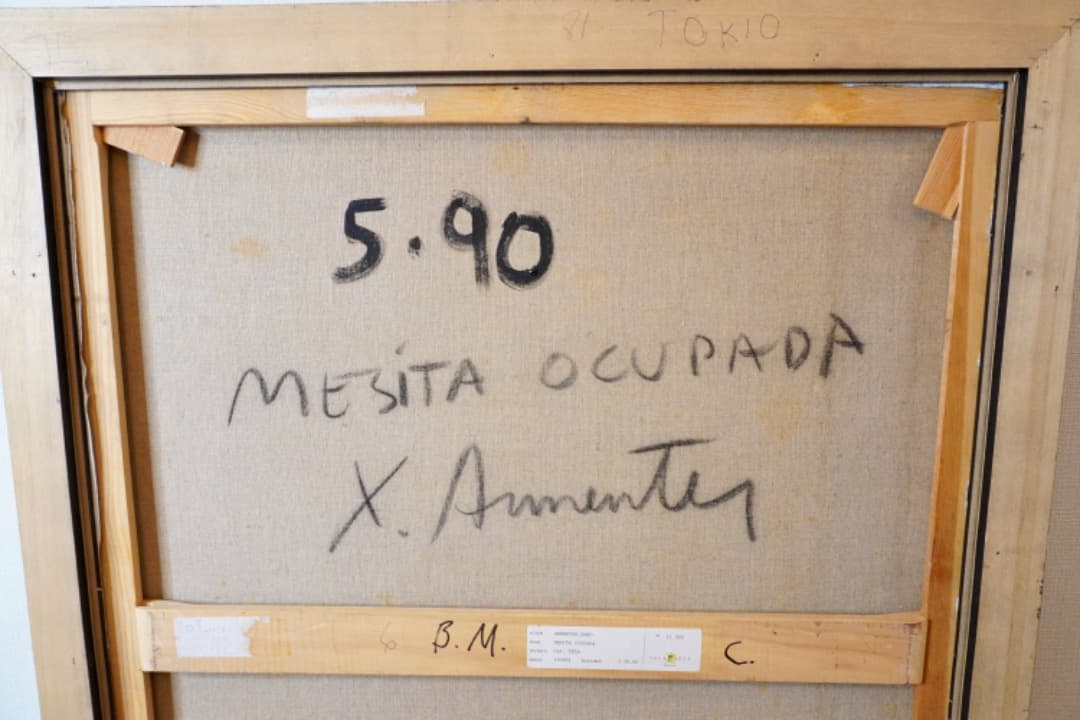 81 TOKIO
5.90
MESITA OCUPADA
X. Armenter
B.M.
C.